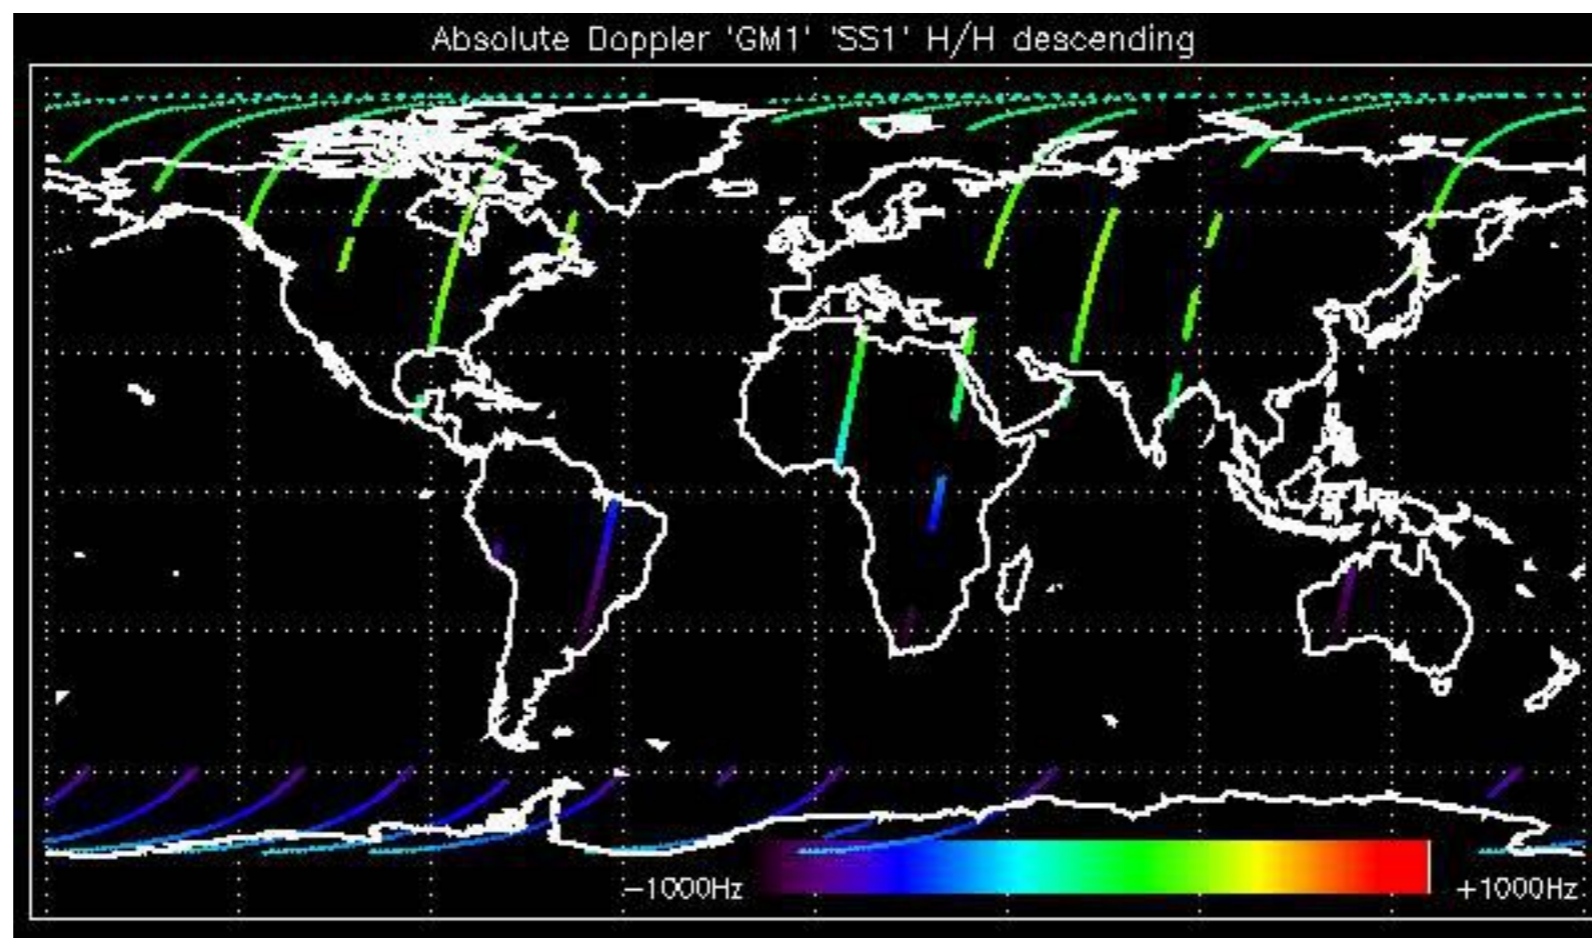 Absolute Doppler 'GM1' 'SS1' H/H descending
-1000Hz
+1000Hz